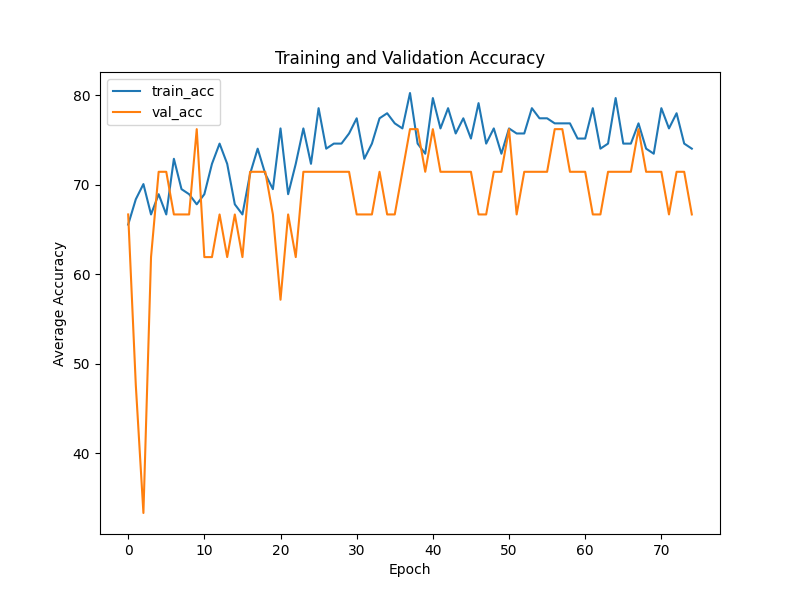 Training and Validation Accuracy
train_acc
val_acc
80
70
60
50
40
Average Accuracy
0 10 20 30 40 50 60 70
Epoch